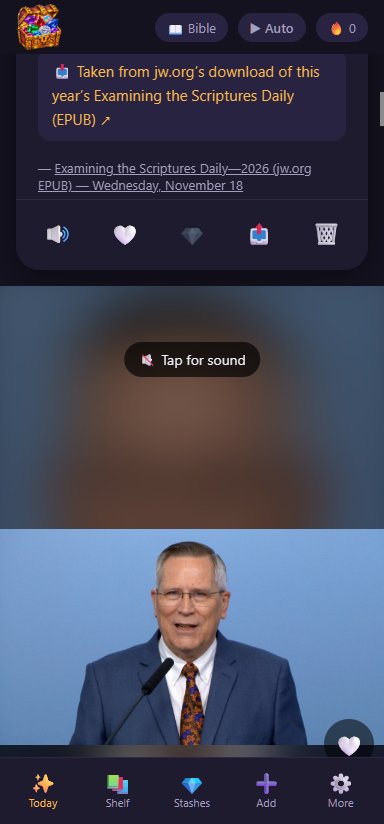 Bible
Auto
0
Taken from jw.org’s download of this
year’s Examining the Scriptures Daily
(EPUB) ↗
— Examining the Scriptures Daily—2026 (jw.org
EPUB) — Wednesday, November 18
Tap for sound
Today
Shelf
Stashes
Add
More